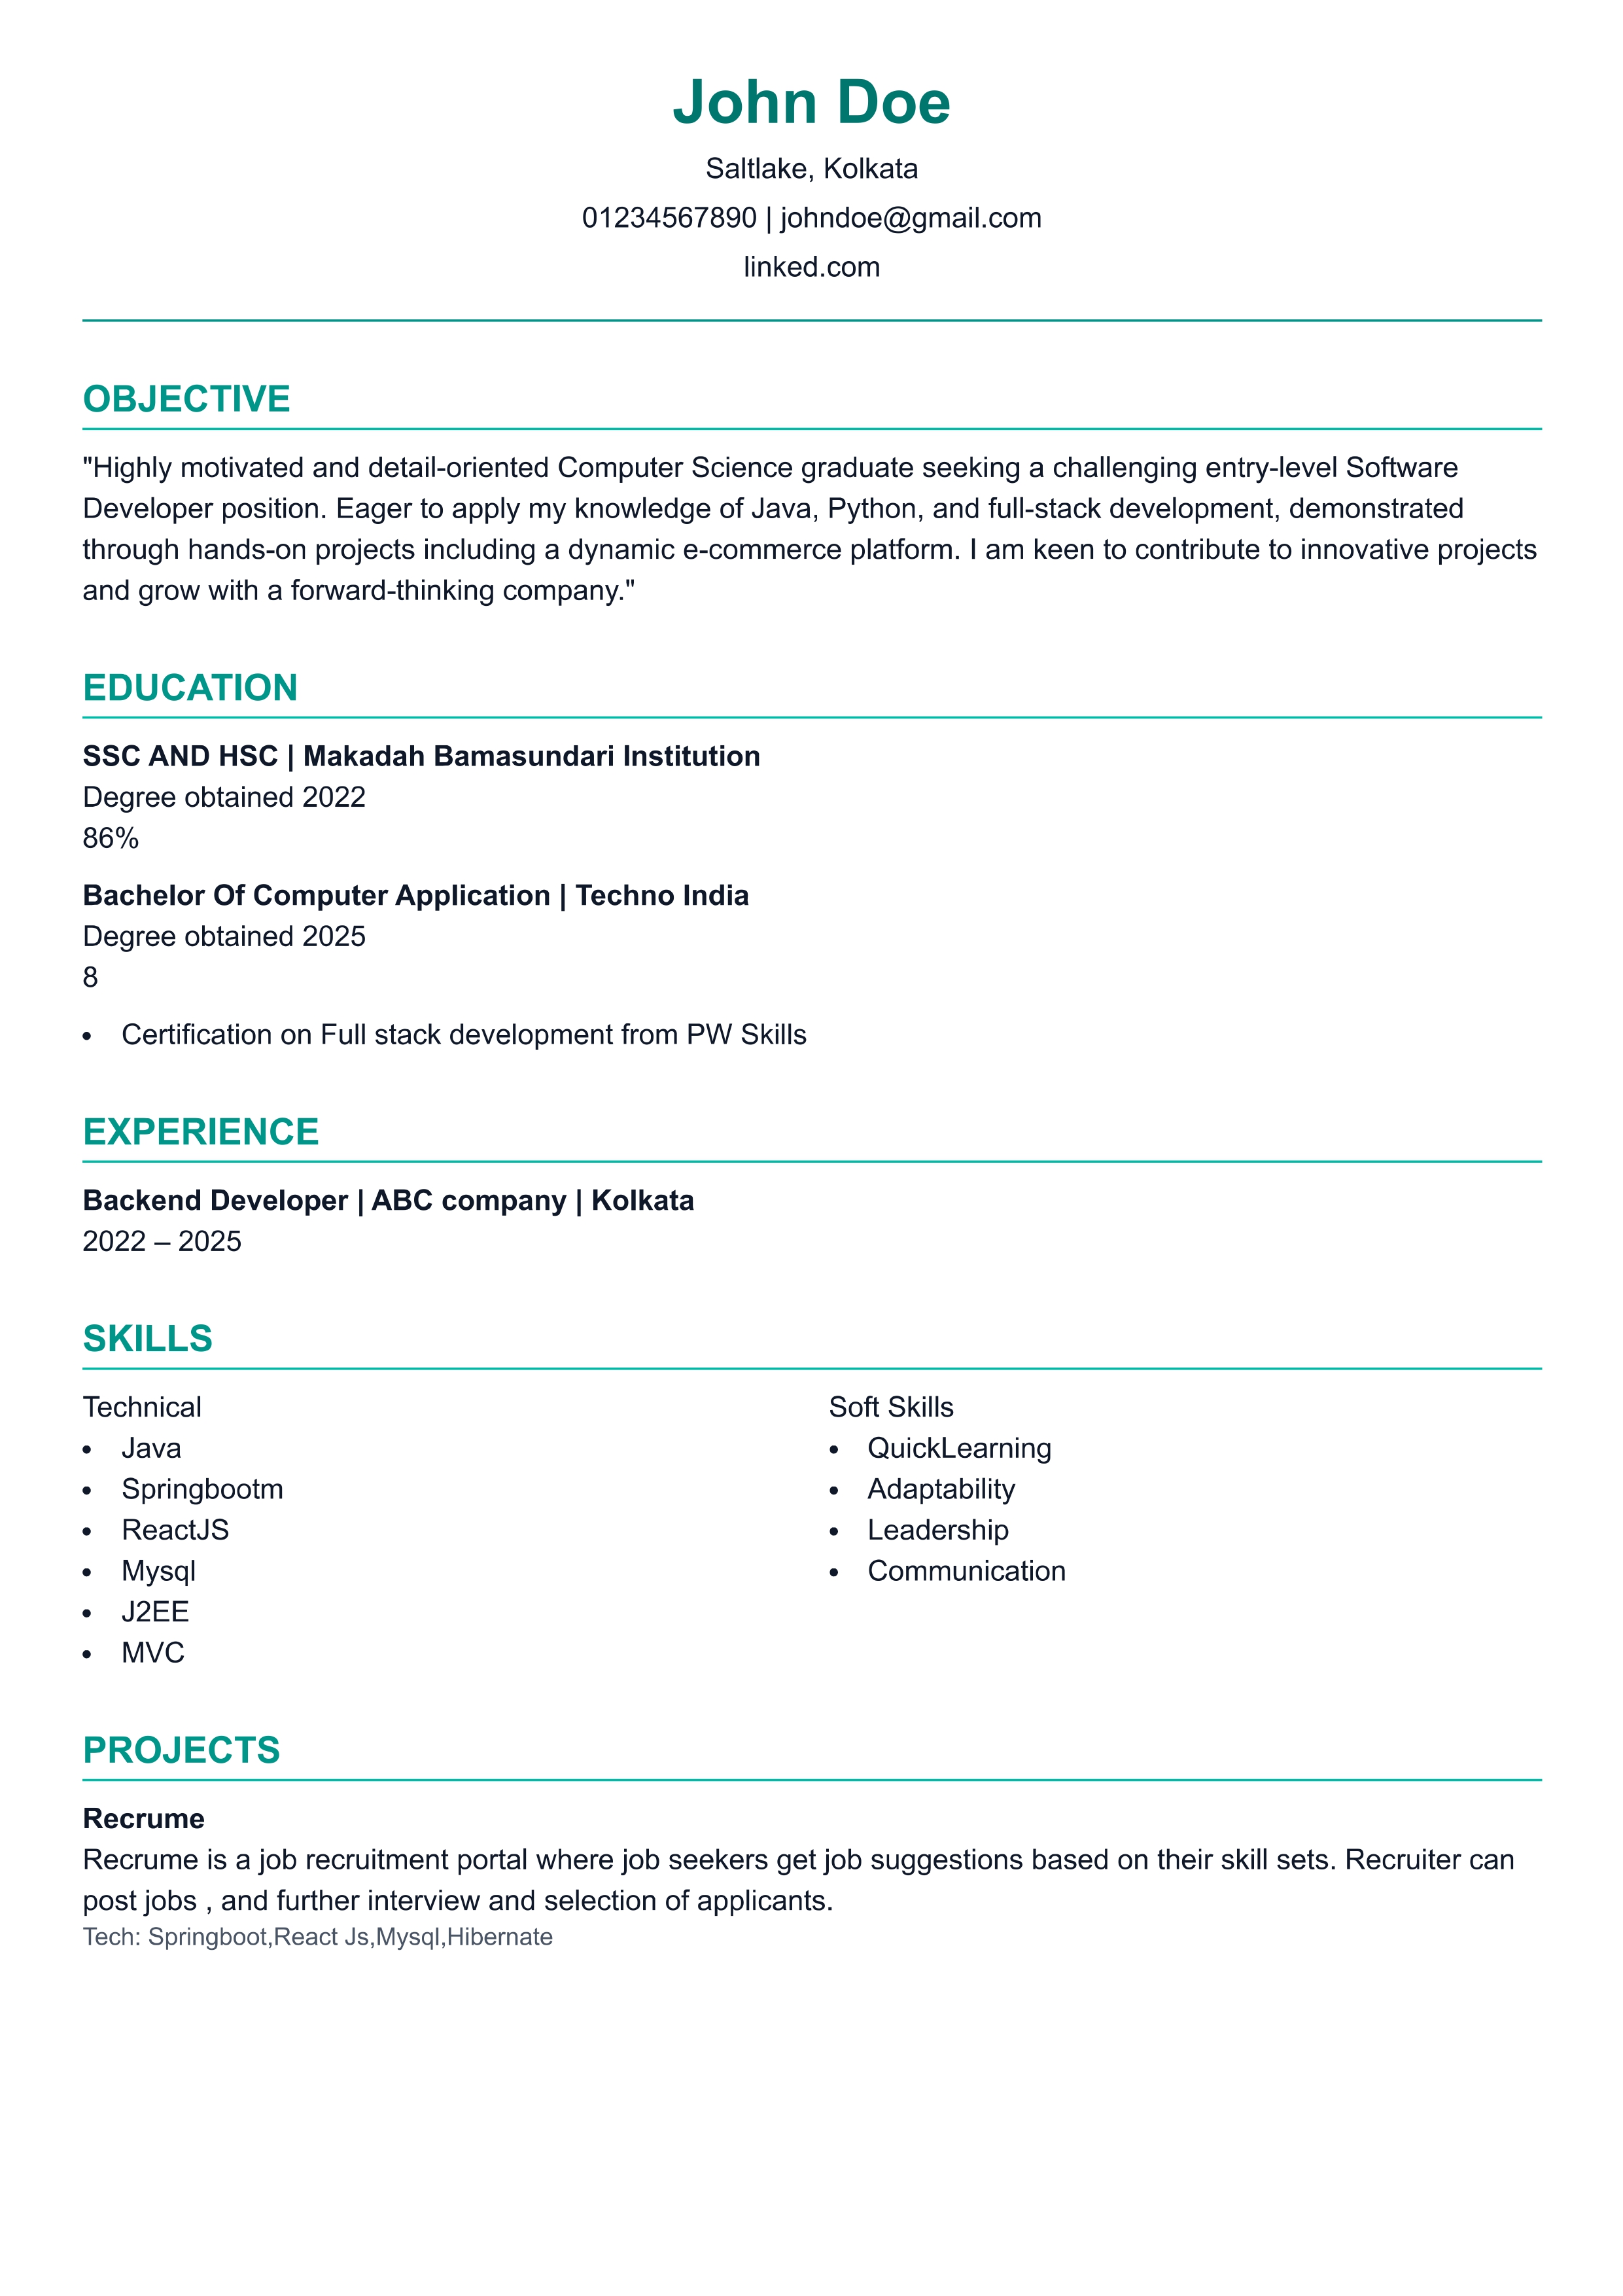 John Doe
Saltlake, Kolkata
01234567890 | johndoe@gmail.com
linked.com
OBJECTIVE
"Highly motivated and detail-oriented Computer Science graduate seeking a challenging entry-level Software
Developer position. Eager to apply my knowledge of Java, Python, and full-stack development, demonstrated
through hands-on projects including a dynamic e-commerce platform. I am keen to contribute to innovative projects
and grow with a forward-thinking company."
EDUCATION
SSC AND HSC | Makadah Bamasundari Institution
Degree obtained 2022
86%
Bachelor Of Computer Application | Techno India
Degree obtained 2025
8
• Certification on Full stack development from PW Skills
EXPERIENCE
Backend Developer | ABC company | Kolkata
2022 – 2025
SKILLS
Technical
• Java
• Springbootm
• ReactJS
• Mysql
• J2EE
• MVC
Soft Skills
• QuickLearning
• Adaptability
• Leadership
• Communication
PROJECTS
Recrume
Recrume is a job recruitment portal where job seekers get job suggestions based on their skill sets. Recruiter can
post jobs , and further interview and selection of applicants.
Tech: Springboot,React Js,Mysql,Hibernate